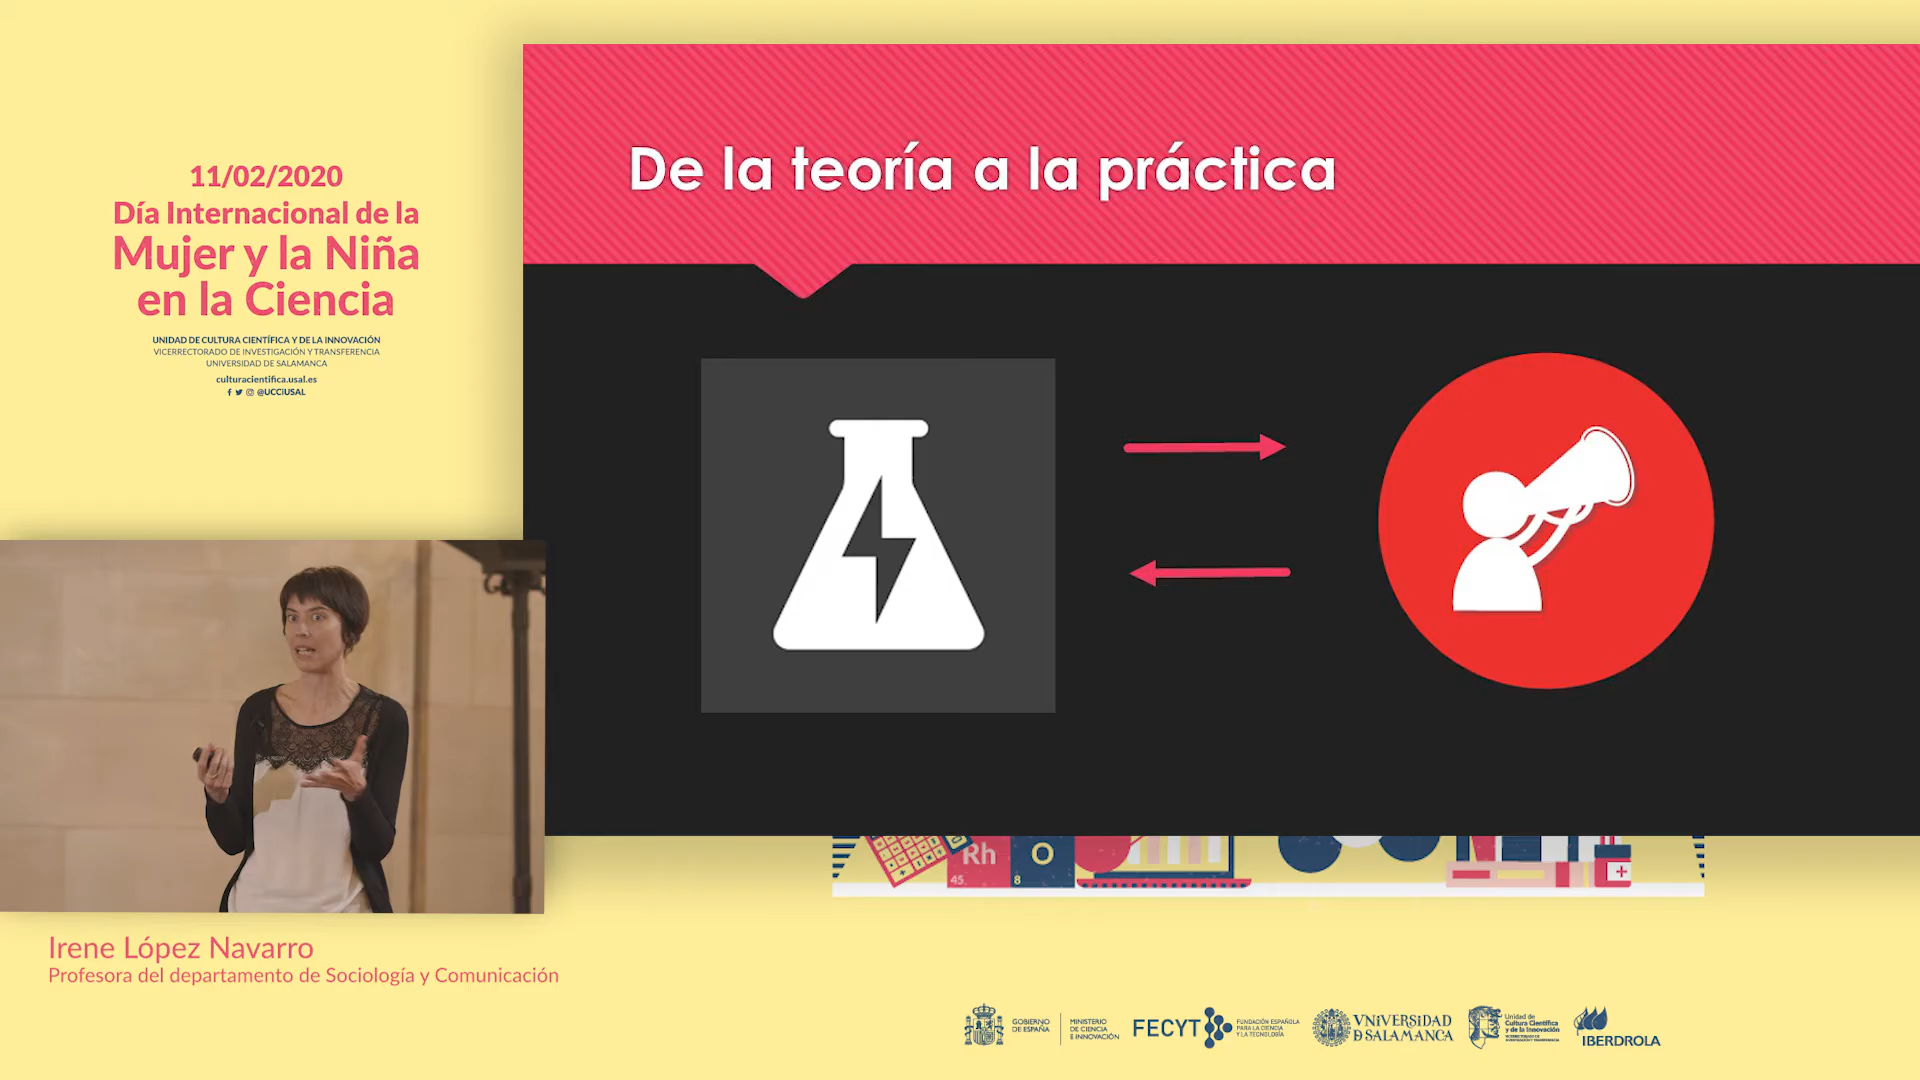 11/02/2020
Día Internacional de la
Mujer y la Niña
en la Ciencia
UNIDAD DE CULTURA CIENTÍFICA Y DE LA INNOVACIÓN
VICERRECTORADO DE INVESTIGACIÓN Y TRANSFERENCIA
UNIVERSIDAD DE SALAMANCA
culturacientifica.usal.es
@UCCiUSAL
De la teoría a la práctica
Rh
45
O
8
Irene López Navarro
Profesora del departamento de Sociología y Comunicación
GOBIERNO
DE ESPAÑA
MINISTERIO
DE CIENCIA
E INNOVACIÓN
FECYT
FUNDACIÓN ESPAÑOLA
PARA LA CIENCIA
Y LA TECNOLOGÍA
VNiVERSiDAD
DE SALAMANCA
Unidad de
Cultura Científica
y de la Innovación
IBERDROLA